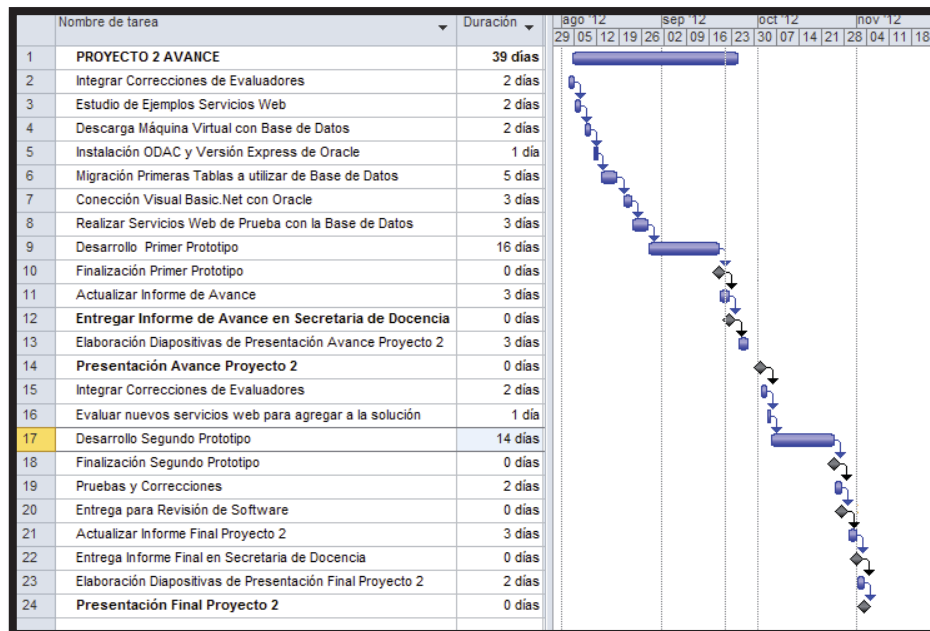 Nombre de tarea Duración ago '12 sep '12 oct '12 nov '12
29 05 12 19 26 02 09 16 23 30 07 14 21 28 04 11 18
1 PROYECTO 2 AVANCE 39 días
2 Integrar Correcciones de Evaluadores 2 días
3 Estudio de Ejemplos Servicios Web 2 días
4 Descarga Máquina Virtual con Base de Datos 2 días
5 Instalación ODAC y Versión Express de Oracle 1 día
6 Migración Primeras Tablas a utilizar de Base de Datos 5 días
7 Conección Visual Basic.Net con Oracle 3 días
8 Realizar Servicios Web de Prueba con la Base de Datos 3 días
9 Desarrollo Primer Prototipo 16 días
10 Finalización Primer Prototipo 0 días
11 Actualizar Informe de Avance 3 días
12 Entregar Informe de Avance en Secretaria de Docencia 0 días
13 Elaboración Diapositivas de Presentación Avance Proyecto 2 3 días
14 Presentación Avance Proyecto 2 0 días
15 Integrar Correcciones de Evaluadores 2 días
16 Evaluar nuevos servicios web para agregar a la solución 1 día
17 Desarrollo Segundo Prototipo 14 días
18 Finalización Segundo Prototipo 0 días
19 Pruebas y Correcciones 2 días
20 Entrega para Revisión de Software 0 días
21 Actualizar Informe Final Proyecto 2 3 días
22 Entrega Informe Final en Secretaria de Docencia 0 días
23 Elaboración Diapositivas de Presentación Final Proyecto 2 2 días
24 Presentación Final Proyecto 2 0 días